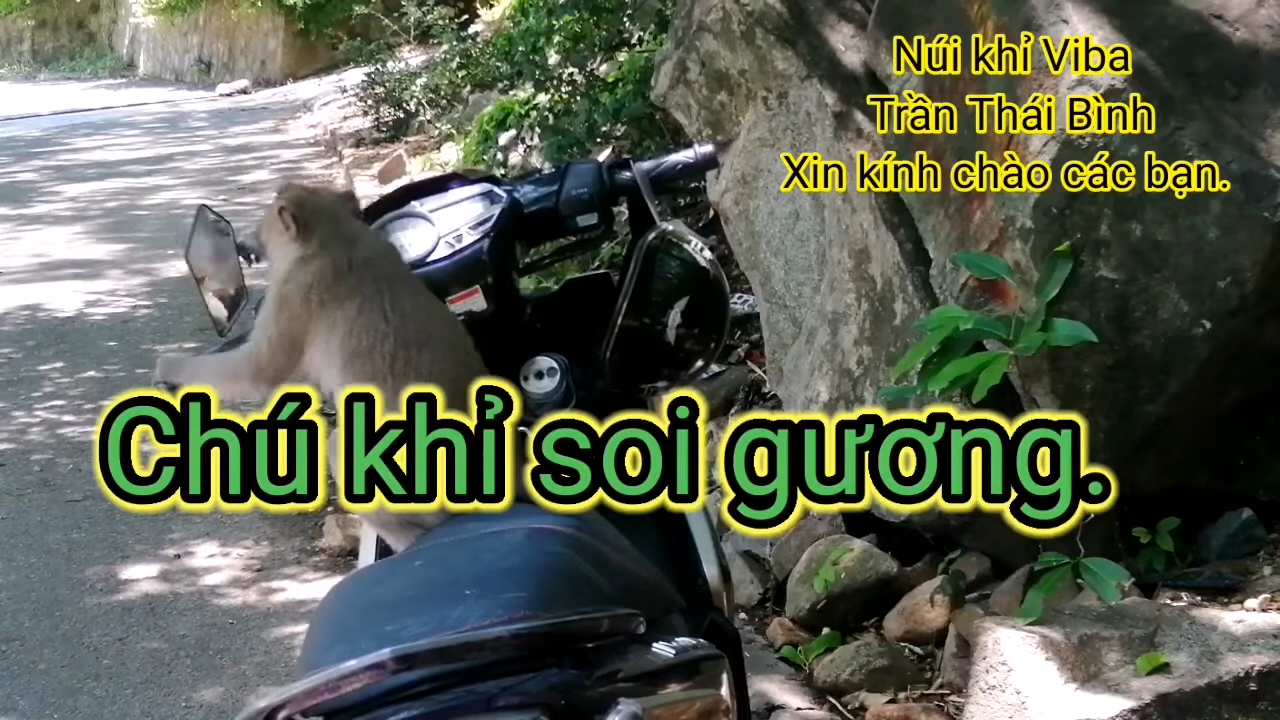 Núi khỉ Viba
Trần Thái Bình
Xin kính chào các bạn.
Chú khỉ soi gương.